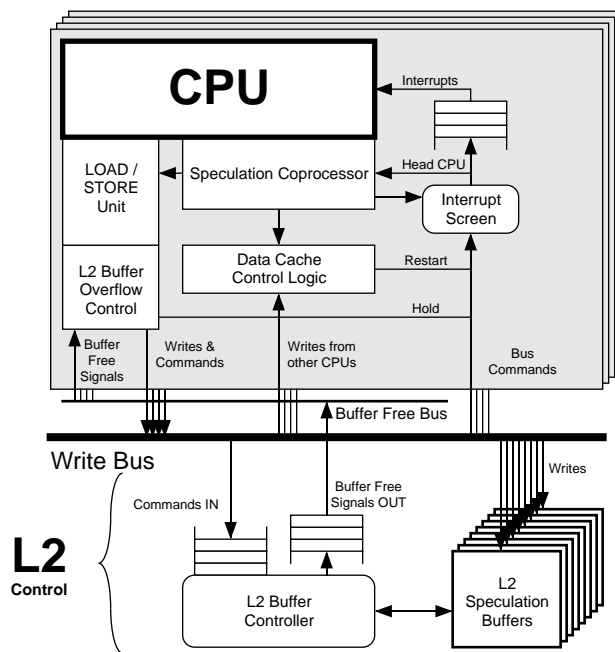 CPU
Interrupts
LOAD /
STORE
Unit
Speculation Coprocessor
Head CPU
Interrupt
Screen
L2 Buffer
Overflow
Control
Data Cache
Control Logic
Restart
Hold
Buffer
Free
Signals
Writes &
Commands
Writes from
other CPUs
Bus
Commands
Buffer Free Bus
Write Bus
Commands IN
Buffer Free
Signals OUT
Writes
L2
Control
L2 Buffer
Controller
L2
Speculation
Buffers